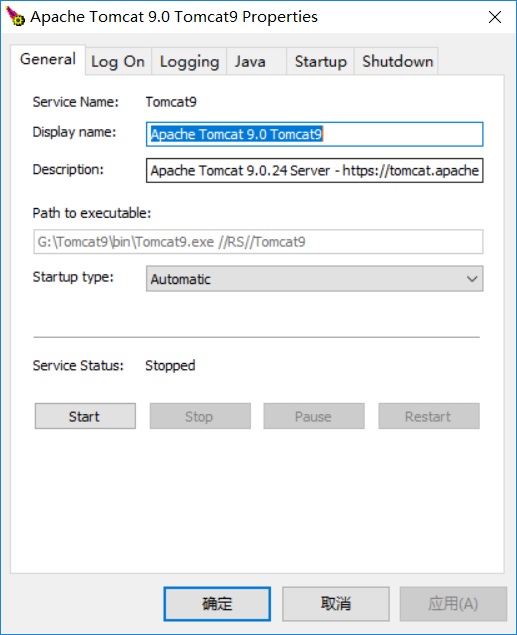 Apache Tomcat 9.0 Tomcat9 Properties
General Log On Logging Java Startup Shutdown
Service Name: Tomcat9
Display name: Apache Tomcat 9.0 Tomcat9
Description: Apache Tomcat 9.0.24 Server - https://tomcat.apache
Path to executable:
G:\Tomcat9\bin\Tomcat9.exe //RS//Tomcat9
Startup type: Automatic
Service Status: Stopped
Start Stop Pause Restart
确定 取消 应用(A)